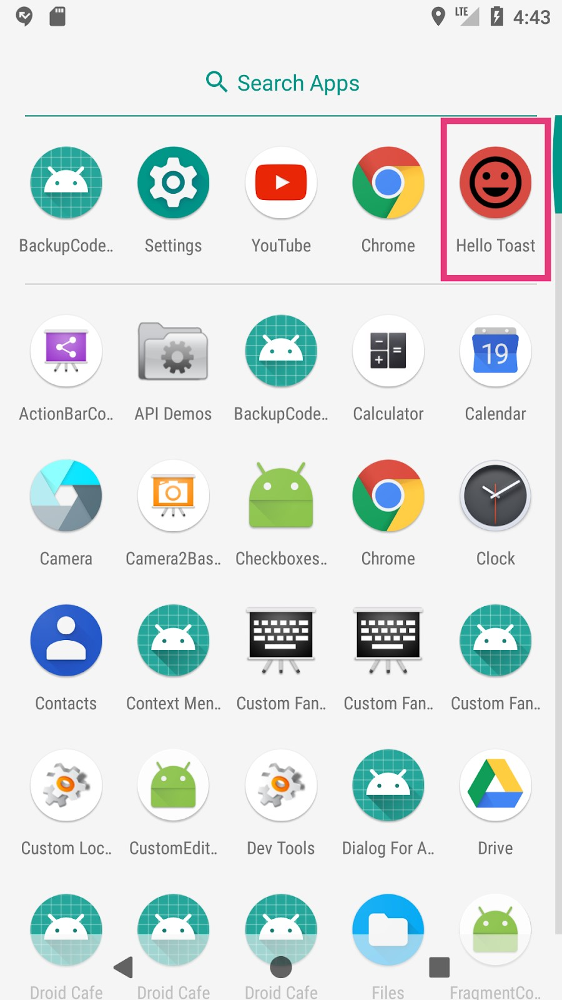 LTE 4:43
Search Apps
BackupCode.. Settings YouTube Chrome Hello Toast
19
ActionBarCo.. API Demos BackupCode.. Calculator Calendar
Camera Camera2Bas.. Checkboxes.. Chrome Clock
Contacts Context Men.. Custom Fan.. Custom Fan.. Custom Fan..
Custom Loc.. CustomEdit.. Dev Tools Dialog For A.. Drive
Droid Cafe Droid Cafe Droid Cafe Files FragmentCo..